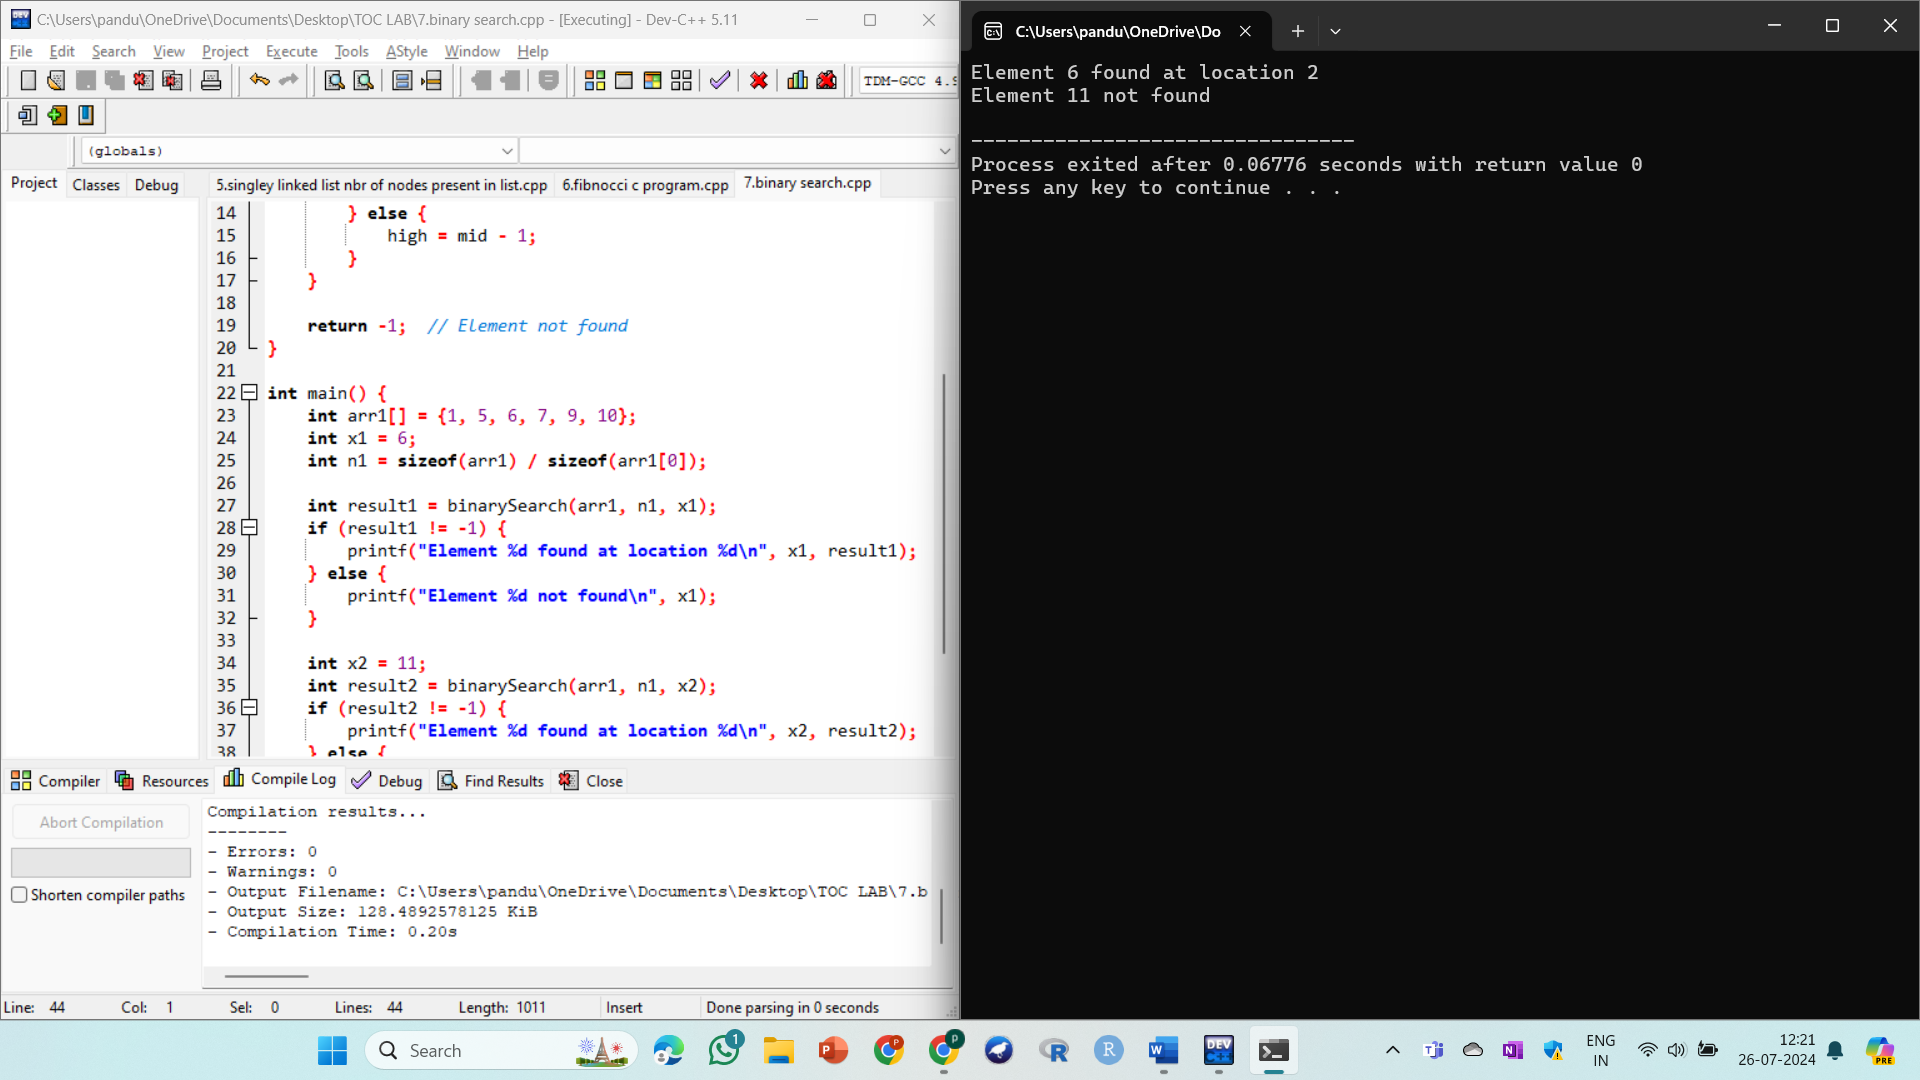 C:\Users\pandu\OneDrive\Documents\Desktop\TOC LAB\7.binary search.cpp - [Executing] - Dev-C++ 5.11
File Edit Search View Project Execute Tools AStyle Window Help
TDM-GCC 4.9
(globals)
Project Classes Debug
5.singley linked list nbr of nodes present in list.cpp 6.fibnocci c program.cpp 7.binary search.cpp
14 } else {
15 high = mid - 1;
16 }
17 }
18
19 return -1; // Element not found
20 }
21
22 int main() {
23 int arr1[] = {1, 5, 6, 7, 9, 10};
24 int x1 = 6;
25 int n1 = sizeof(arr1) / sizeof(arr1[0]);
26
27 int result1 = binarySearch(arr1, n1, x1);
28 if (result1 != -1) {
29 printf("Element %d found at location %d\n", x1, result1);
30 } else {
31 printf("Element %d not found\n", x1);
32 }
33
34 int x2 = 11;
35 int result2 = binarySearch(arr1, n1, x2);
36 if (result2 != -1) {
37 printf("Element %d found at location %d\n", x2, result2);
38 } else {
Compiler Resources Compile Log Debug Find Results Close
Abort Compilation
Shorten compiler paths
Compilation results...
--------
- Errors: 0
- Warnings: 0
- Output Filename: C:\Users\pandu\OneDrive\Documents\Desktop\TOC LAB\7.b
- Output Size: 128.4892578125 KiB
- Compilation Time: 0.20s
Line: 44 Col: 1 Sel: 0 Lines: 44 Length: 1011 Insert Done parsing in 0 seconds
C:\Users\pandu\OneDrive\Do
Element 6 found at location 2
Element 11 not found
--------------------------------
Process exited after 0.06776 seconds with return value 0
Press any key to continue . . .
Search
ENG
IN
12:21
26-07-2024